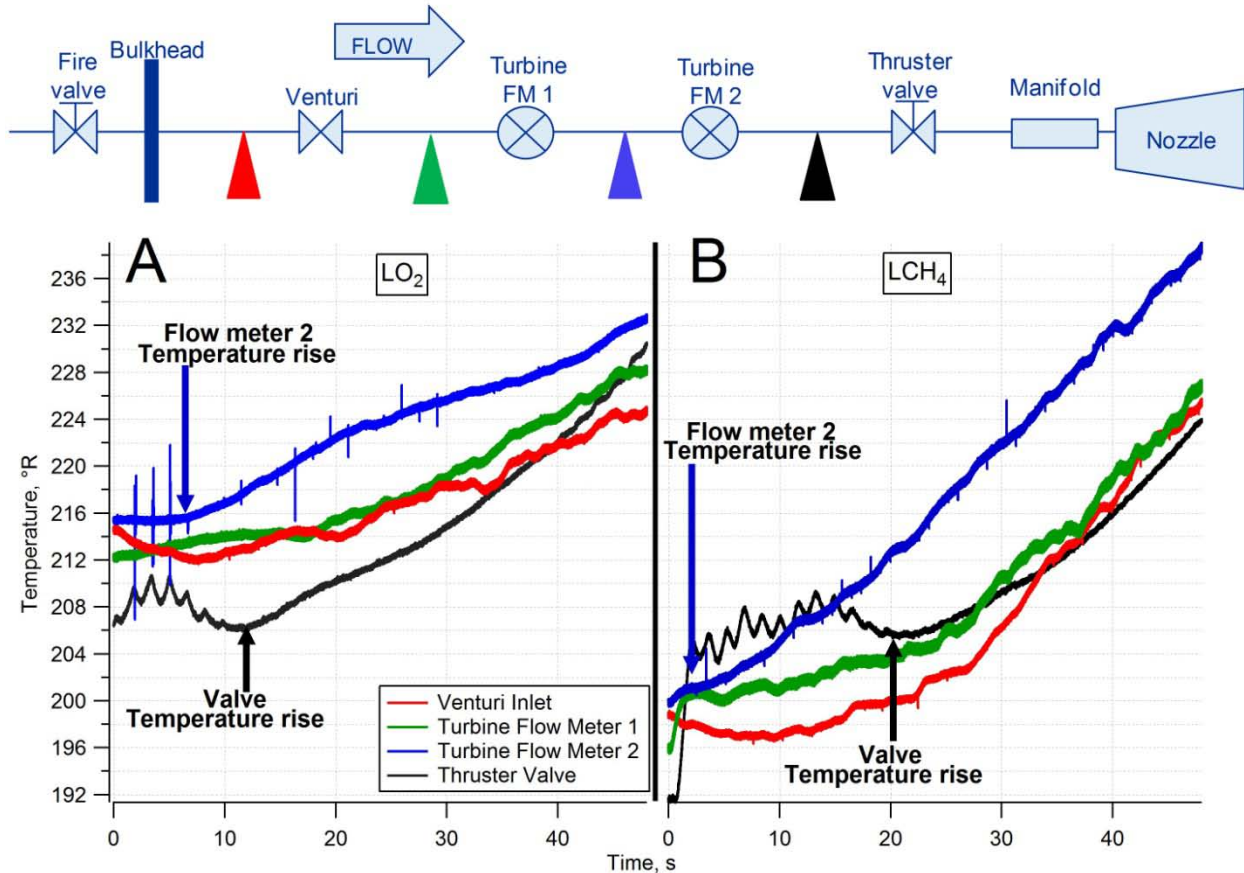 Fire
valve
Bulkhead
FLOW
Venturi
Turbine
FM 1
Turbine
FM 2
Thruster
valve
Manifold
Nozzle
A
LO₂
B
LCH₄
Flow meter 2
Temperature rise
Flow meter 2
Temperature rise
Valve
Temperature rise
Valve
Temperature rise
Venturi Inlet
Turbine Flow Meter 1
Turbine Flow Meter 2
Thruster Valve
Temperature, °R
236
232
228
224
220
216
212
208
204
200
196
192
0 10 20 30 40
0 10 20 30 40
Time, s